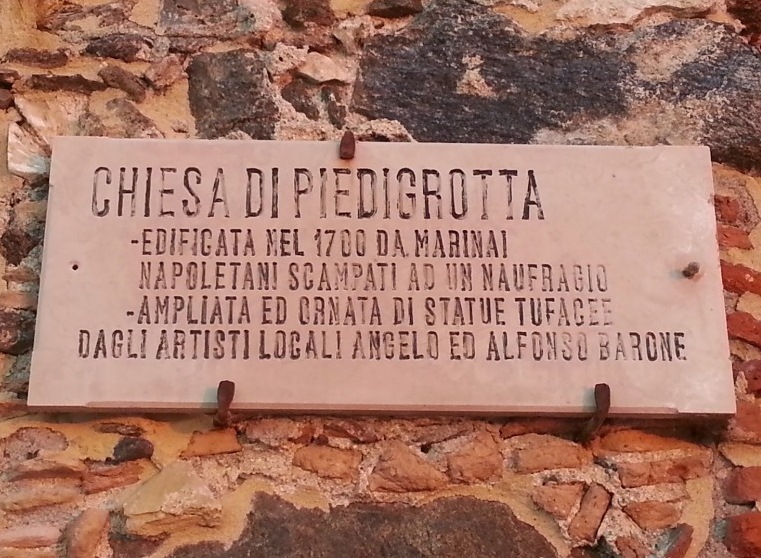 CHIESA DI PIEDIGROTTA
-EDIFICATA NEL 1700 DA MARINAI
NAPOLETANI SCAMPATI AD UN NAUFRAGIO
-AMPLIATA ED ORNATA DI STATUE TUFACEE
DAGLI ARTISTI LOCALI ANGELO ED ALFONSO BARONE